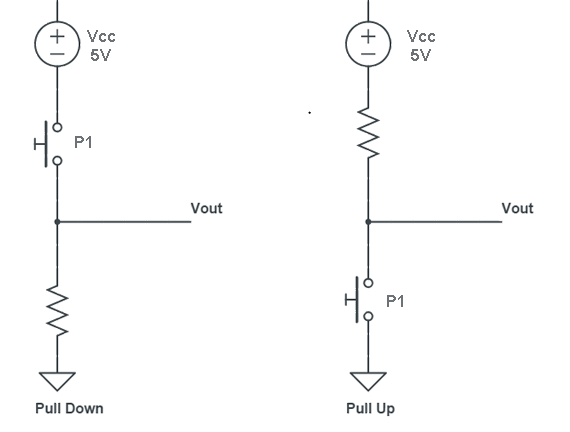 Vcc
5V
P1
Vout
Pull Down
Vcc
5V
Vout
P1
Pull Up